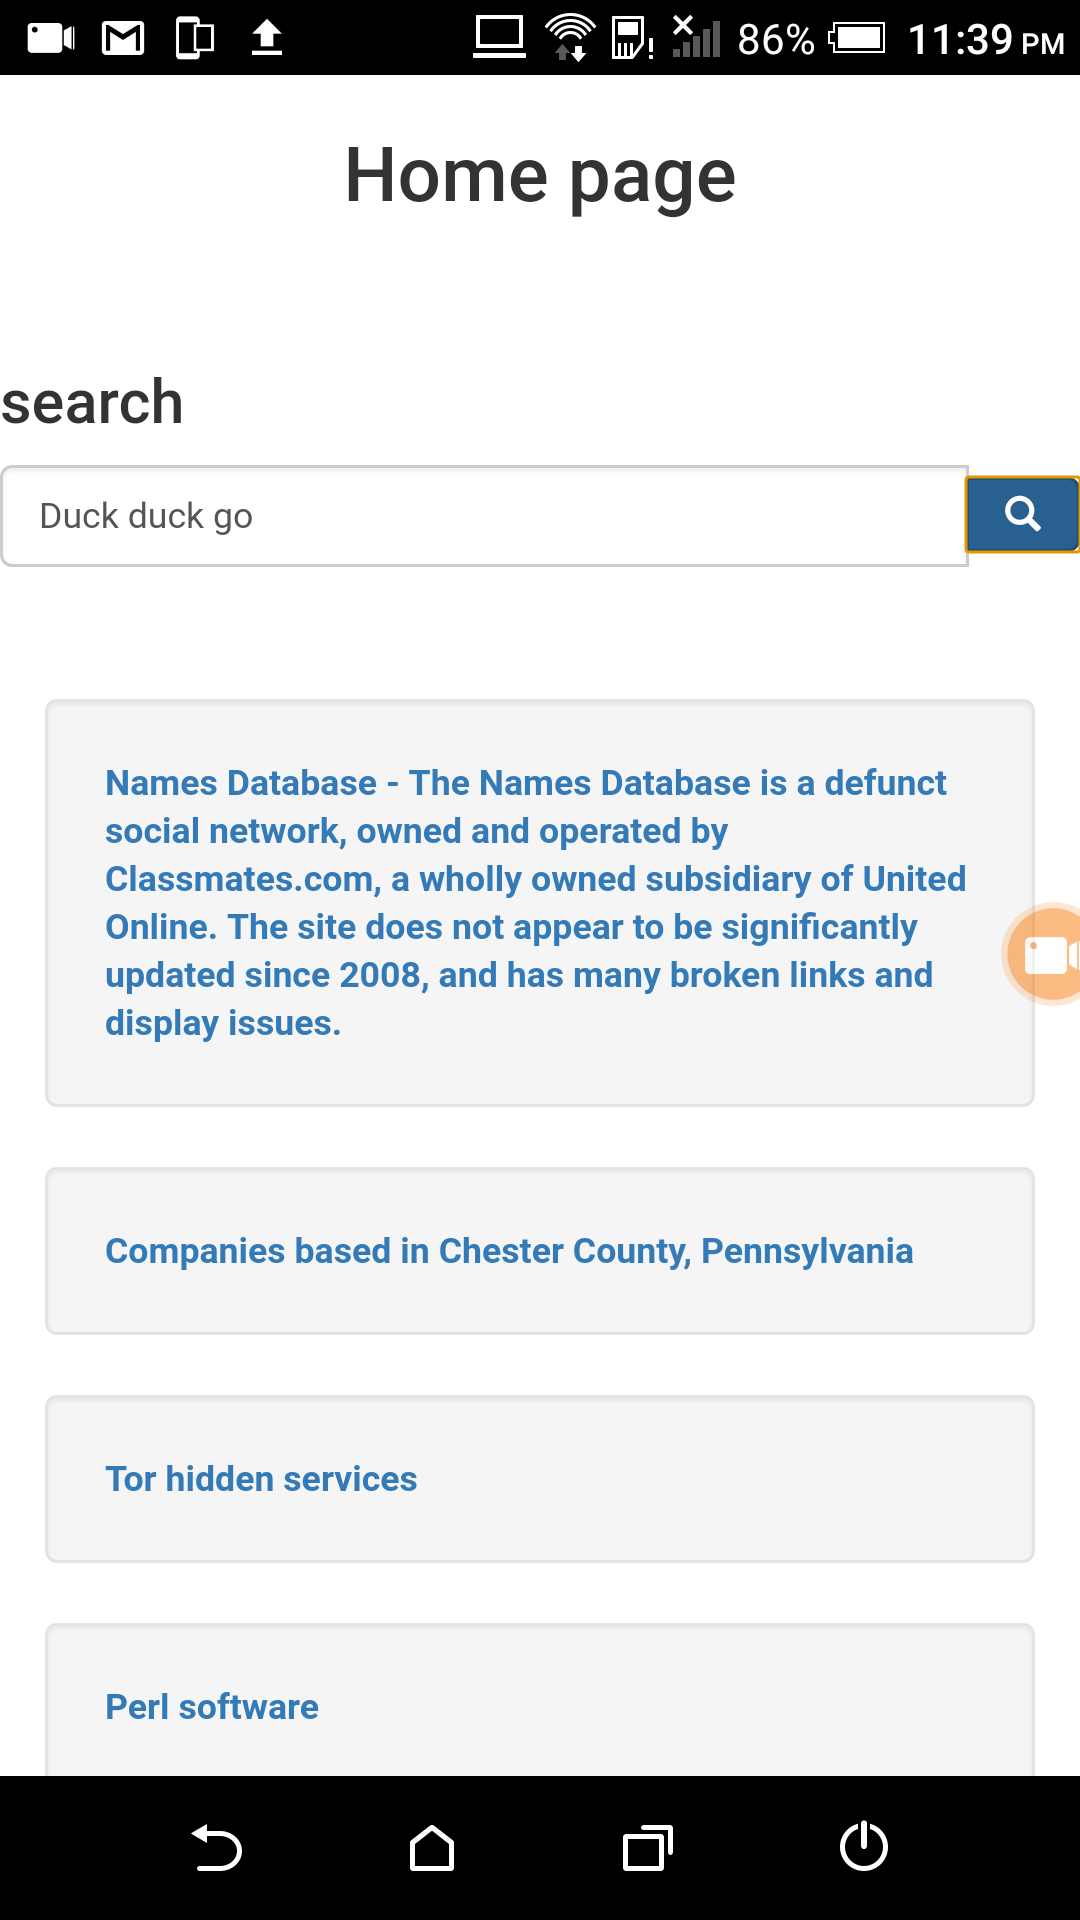 86% 11:39 PM
Home page
search
Duck duck go
Names Database - The Names Database is a defunct
social network, owned and operated by
Classmates.com, a wholly owned subsidiary of United
Online. The site does not appear to be significantly
updated since 2008, and has many broken links and
display issues.
Companies based in Chester County, Pennsylvania
Tor hidden services
Perl software